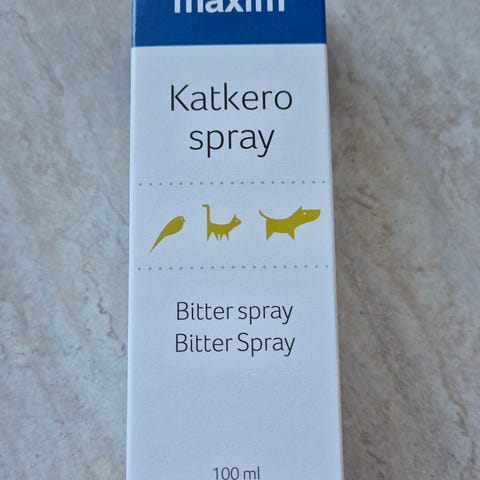 maxim
Katkero
spray
Bitter spray
Bitter Spray
100 ml